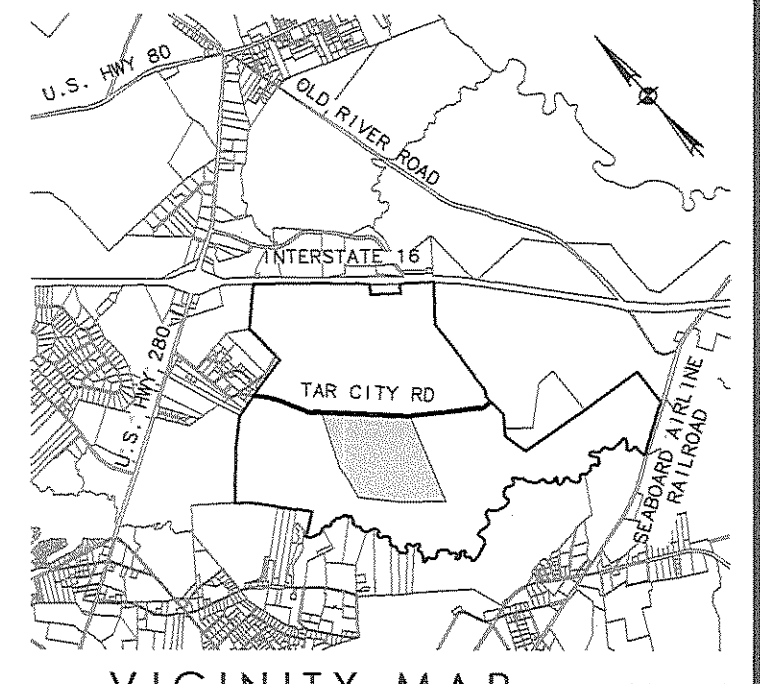 U.S. HWY 80
OLD RIVER ROAD
INTERSTATE 16
U.S. HWY 280
TAR CITY RD
SEABOARD AIRLINE
RAILROAD
VICINITY MAP